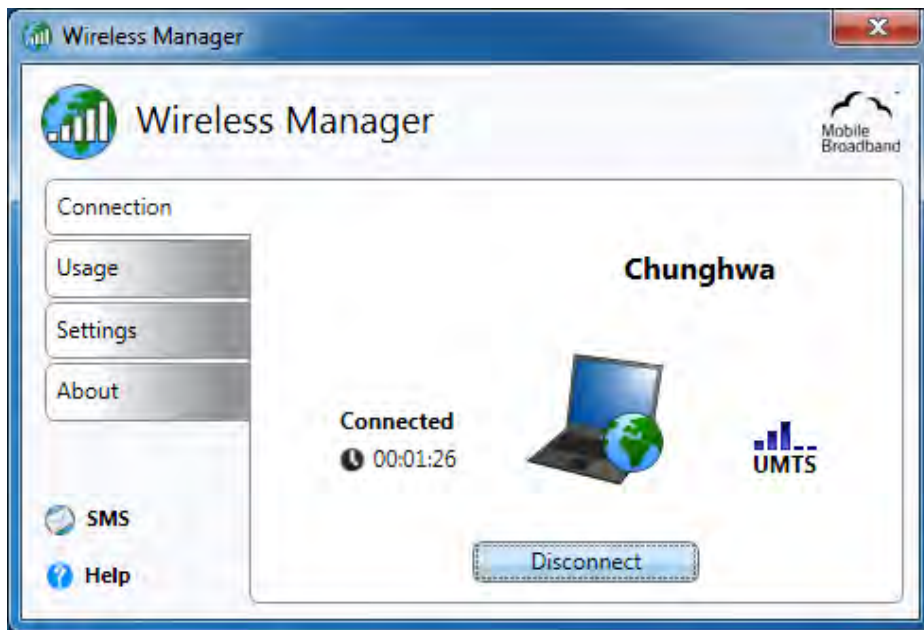 Wireless Manager
Wireless Manager
Mobile
Broadband
Connection
Usage
Settings
About
SMS
Help
Chunghwa
Connected
00:01:26
UMTS
Disconnect